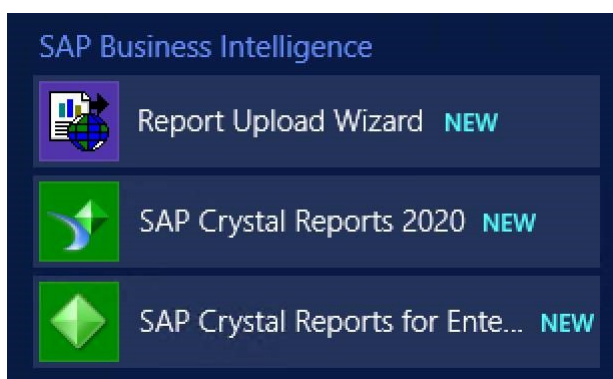 SAP Business Intelligence
Report Upload Wizard NEW
SAP Crystal Reports 2020 NEW
SAP Crystal Reports for Ente... NEW